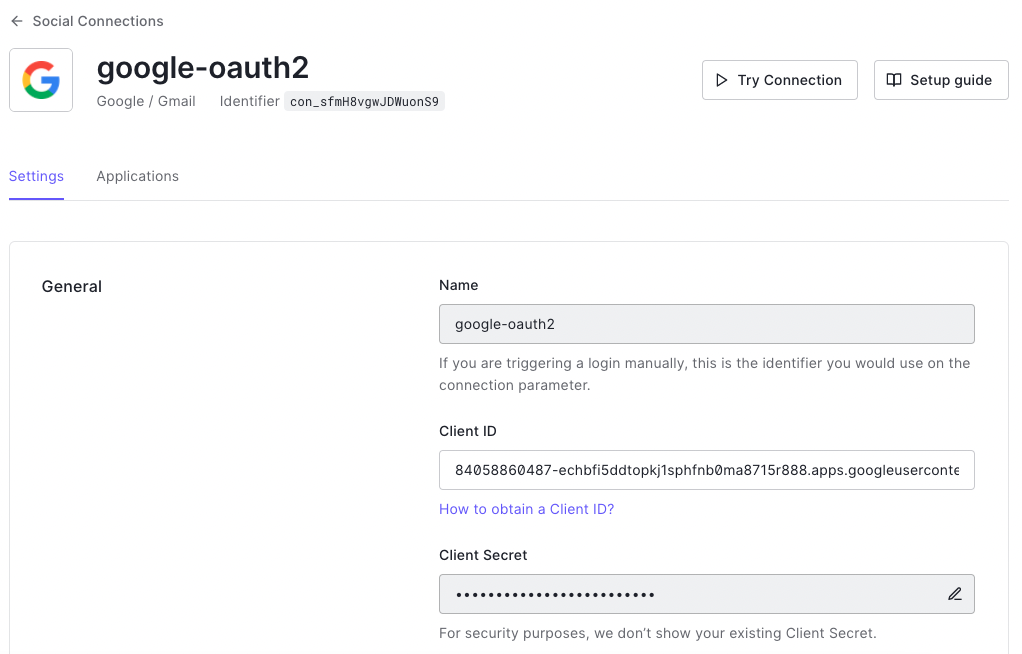 Social Connections
google-oauth2
Google / Gmail Identifier con_sfmH8vgwJDWuonS9
Try Connection
Setup guide
Settings
Applications
General
Name
google-oauth2
If you are triggering a login manually, this is the identifier you would use on the
connection parameter.
Client ID
84058860487-echbfi5ddtopkj1sphfnb0ma8715r888.apps.googleuserconte
How to obtain a Client ID?
Client Secret
•••••••••••••••••••••••••
For security purposes, we don’t show your existing Client Secret.